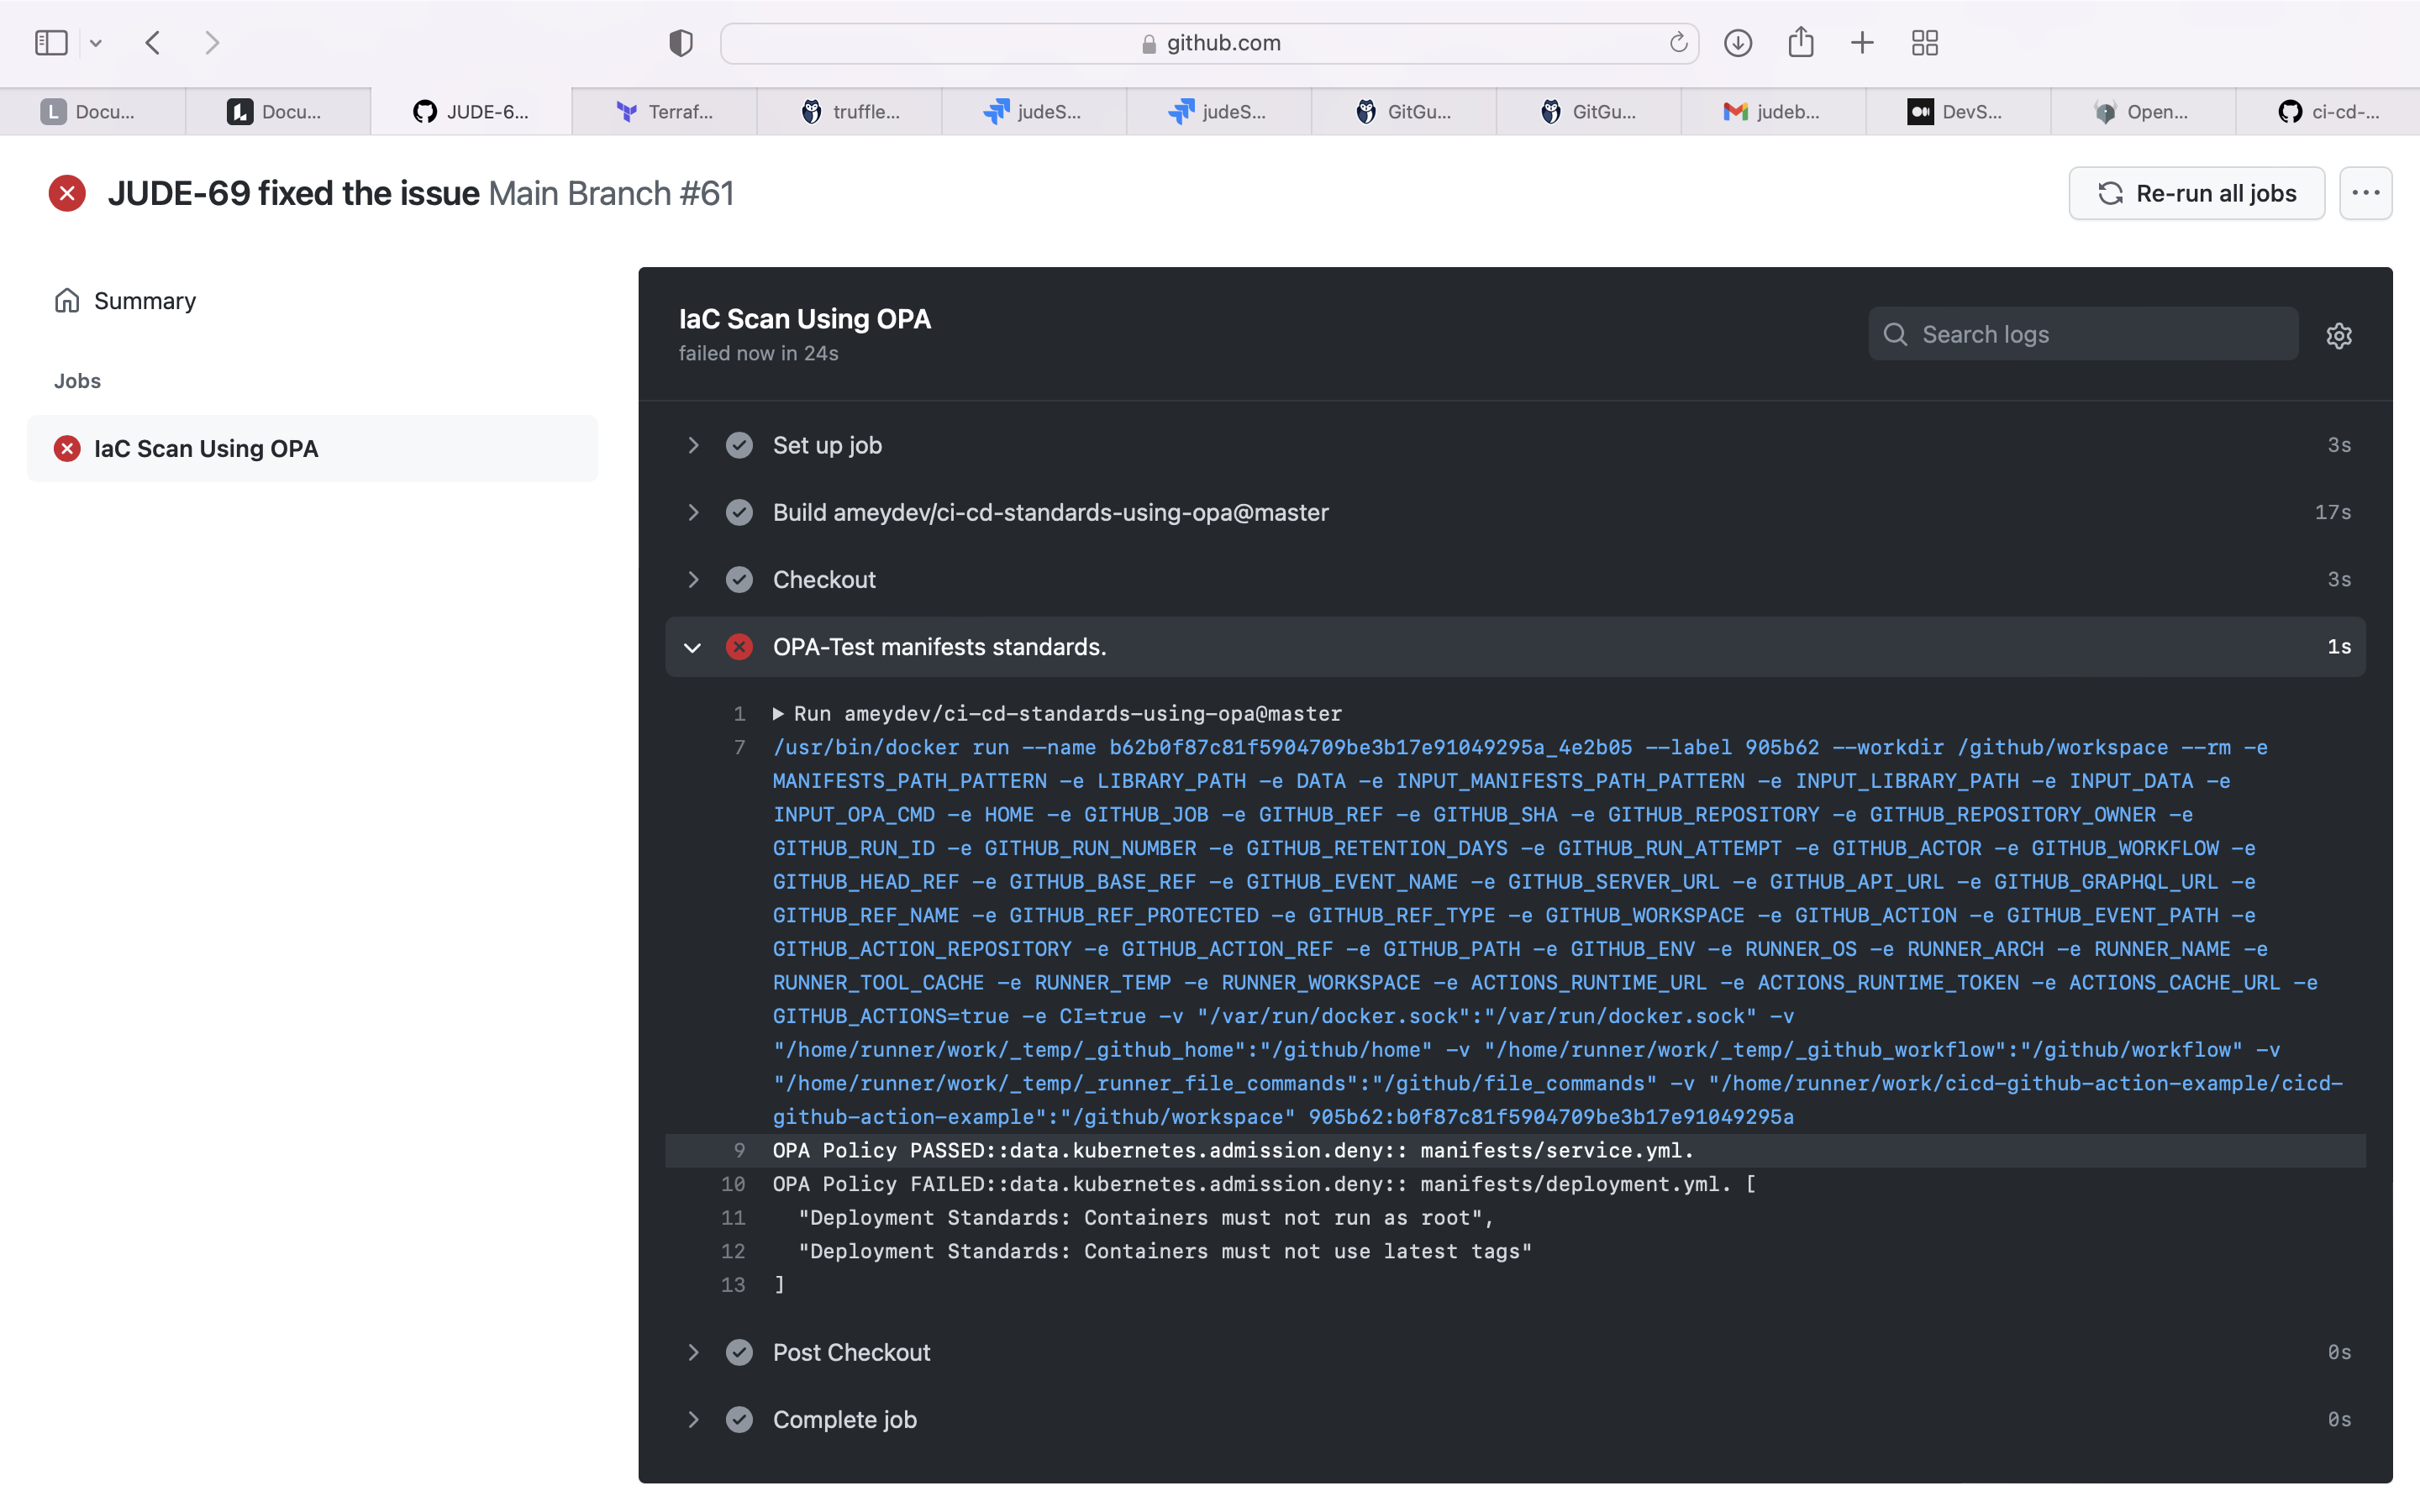 github.com
L Docu...
Docu...
JUDE-6...
Terraf...
truffle...
judeS...
judeS...
GitGu...
GitGu...
judeb...
DevS...
Open...
ci-cd-...
JUDE-69 fixed the issue Main Branch #61
Re-run all jobs
Summary
Jobs
IaC Scan Using OPA
IaC Scan Using OPA
failed now in 24s
Search logs
Set up job 3s
Build ameydev/ci-cd-standards-using-opa@master 17s
Checkout 3s
OPA-Test manifests standards. 1s
1 Run ameydev/ci-cd-standards-using-opa@master
7 /usr/bin/docker run --name b62b0f87c81f5904709be3b17e91049295a_4e2b05 --label 905b62 --workdir /github/workspace --rm -e
MANIFESTS_PATH_PATTERN -e LIBRARY_PATH -e DATA -e INPUT_MANIFESTS_PATH_PATTERN -e INPUT_LIBRARY_PATH -e INPUT_DATA -e
INPUT_OPA_CMD -e HOME -e GITHUB_JOB -e GITHUB_REF -e GITHUB_SHA -e GITHUB_REPOSITORY -e GITHUB_REPOSITORY_OWNER -e
GITHUB_RUN_ID -e GITHUB_RUN_NUMBER -e GITHUB_RETENTION_DAYS -e GITHUB_RUN_ATTEMPT -e GITHUB_ACTOR -e GITHUB_WORKFLOW -e
GITHUB_HEAD_REF -e GITHUB_BASE_REF -e GITHUB_EVENT_NAME -e GITHUB_SERVER_URL -e GITHUB_API_URL -e GITHUB_GRAPHQL_URL -e
GITHUB_REF_NAME -e GITHUB_REF_PROTECTED -e GITHUB_REF_TYPE -e GITHUB_WORKSPACE -e GITHUB_ACTION -e GITHUB_EVENT_PATH -e
GITHUB_ACTION_REPOSITORY -e GITHUB_ACTION_REF -e GITHUB_PATH -e GITHUB_ENV -e RUNNER_OS -e RUNNER_ARCH -e RUNNER_NAME -e
RUNNER_TOOL_CACHE -e RUNNER_TEMP -e RUNNER_WORKSPACE -e ACTIONS_RUNTIME_URL -e ACTIONS_RUNTIME_TOKEN -e ACTIONS_CACHE_URL -e
GITHUB_ACTIONS=true -e CI=true -v "/var/run/docker.sock":"/var/run/docker.sock" -v
"/home/runner/work/_temp/_github_home":"/github/home" -v "/home/runner/work/_temp/_github_workflow":"/github/workflow" -v
"/home/runner/work/_temp/_runner_file_commands":"/github/file_commands" -v "/home/runner/work/cicd-github-action-example/cicd-
github-action-example":"/github/workspace" 905b62:b0f87c81f5904709be3b17e91049295a
9 OPA Policy PASSED::data.kubernetes.admission.deny:: manifests/service.yml.
10 OPA Policy FAILED::data.kubernetes.admission.deny:: manifests/deployment.yml. [
11 "Deployment Standards: Containers must not run as root",
12 "Deployment Standards: Containers must not use latest tags"
13 ]
Post Checkout 0s
Complete job 0s